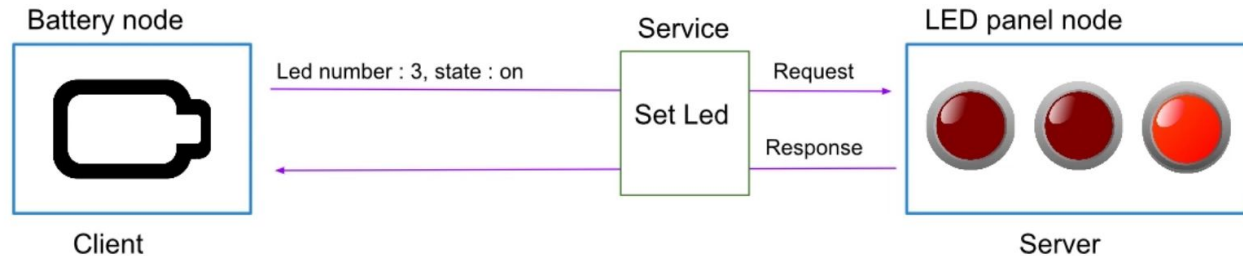 Battery node
LED panel node
Service
Led number : 3, state : on
Request
Set Led
Response
Client
Server